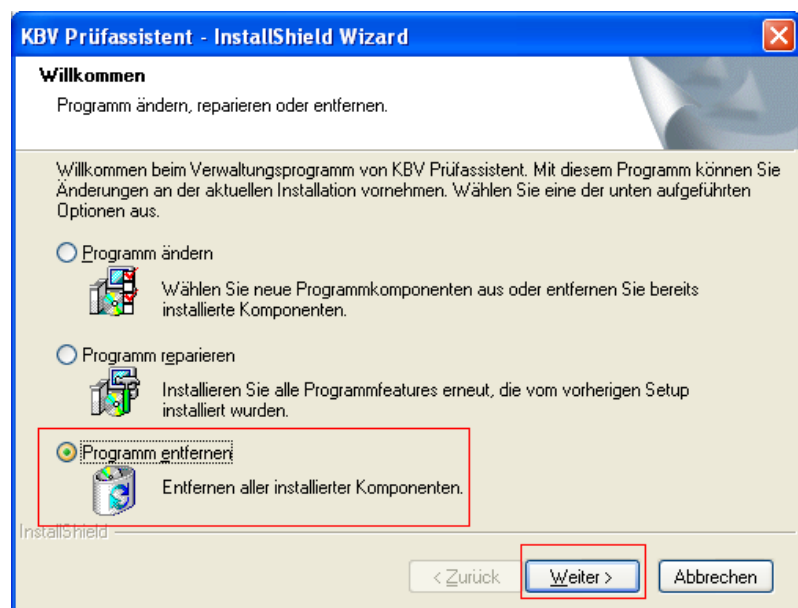 KBV Prüfassistent - InstallShield Wizard
Willkommen
Programm ändern, reparieren oder entfernen.
Willkommen beim Verwaltungsprogramm von KBV Prüfassistent. Mit diesem Programm können Sie
Änderungen an der aktuellen Installation vornehmen. Wählen Sie eine der unten aufgeführten
Optionen aus.
Programm ändern
Wählen Sie neue Programmkomponenten aus oder entfernen Sie bereits
installierte Komponenten.
Programm reparieren
Installieren Sie alle Programmfeatures erneut, die vom vorherigen Setup
installiert wurden.
Programm entfernen
Entfernen aller installierter Komponenten.
InstallShield
< Zurück Weiter > Abbrechen